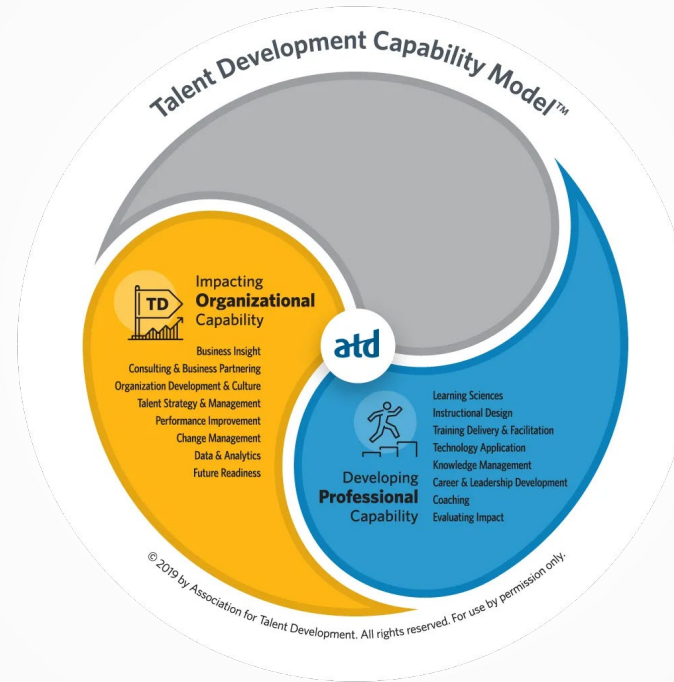 Talent Development Capability Model™
TD
Impacting
Organizational
Capability
Business Insight
Consulting & Business Partnering
Organization Development & Culture
Talent Strategy & Management
Performance Improvement
Change Management
Data & Analytics
Future Readiness
atd
Developing
Professional
Capability
Learning Sciences
Instructional Design
Training Delivery & Facilitation
Technology Application
Knowledge Management
Career & Leadership Development
Coaching
Evaluating Impact
© 2019 by Association for Talent Development. All rights reserved. For use by permission only.